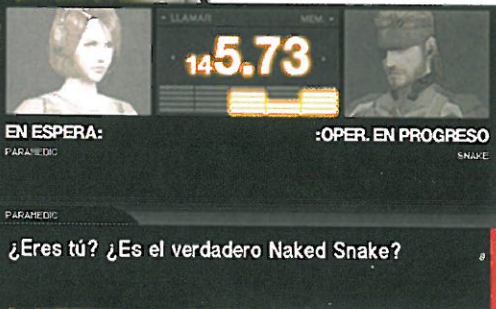 LLAMAR MEM.
145.73
EN ESPERA: :OPER. EN PROGRESO
PARAMEDIC SNAKE
PARAMEDIC
¿Eres tú? ¿Es el verdadero Naked Snake?